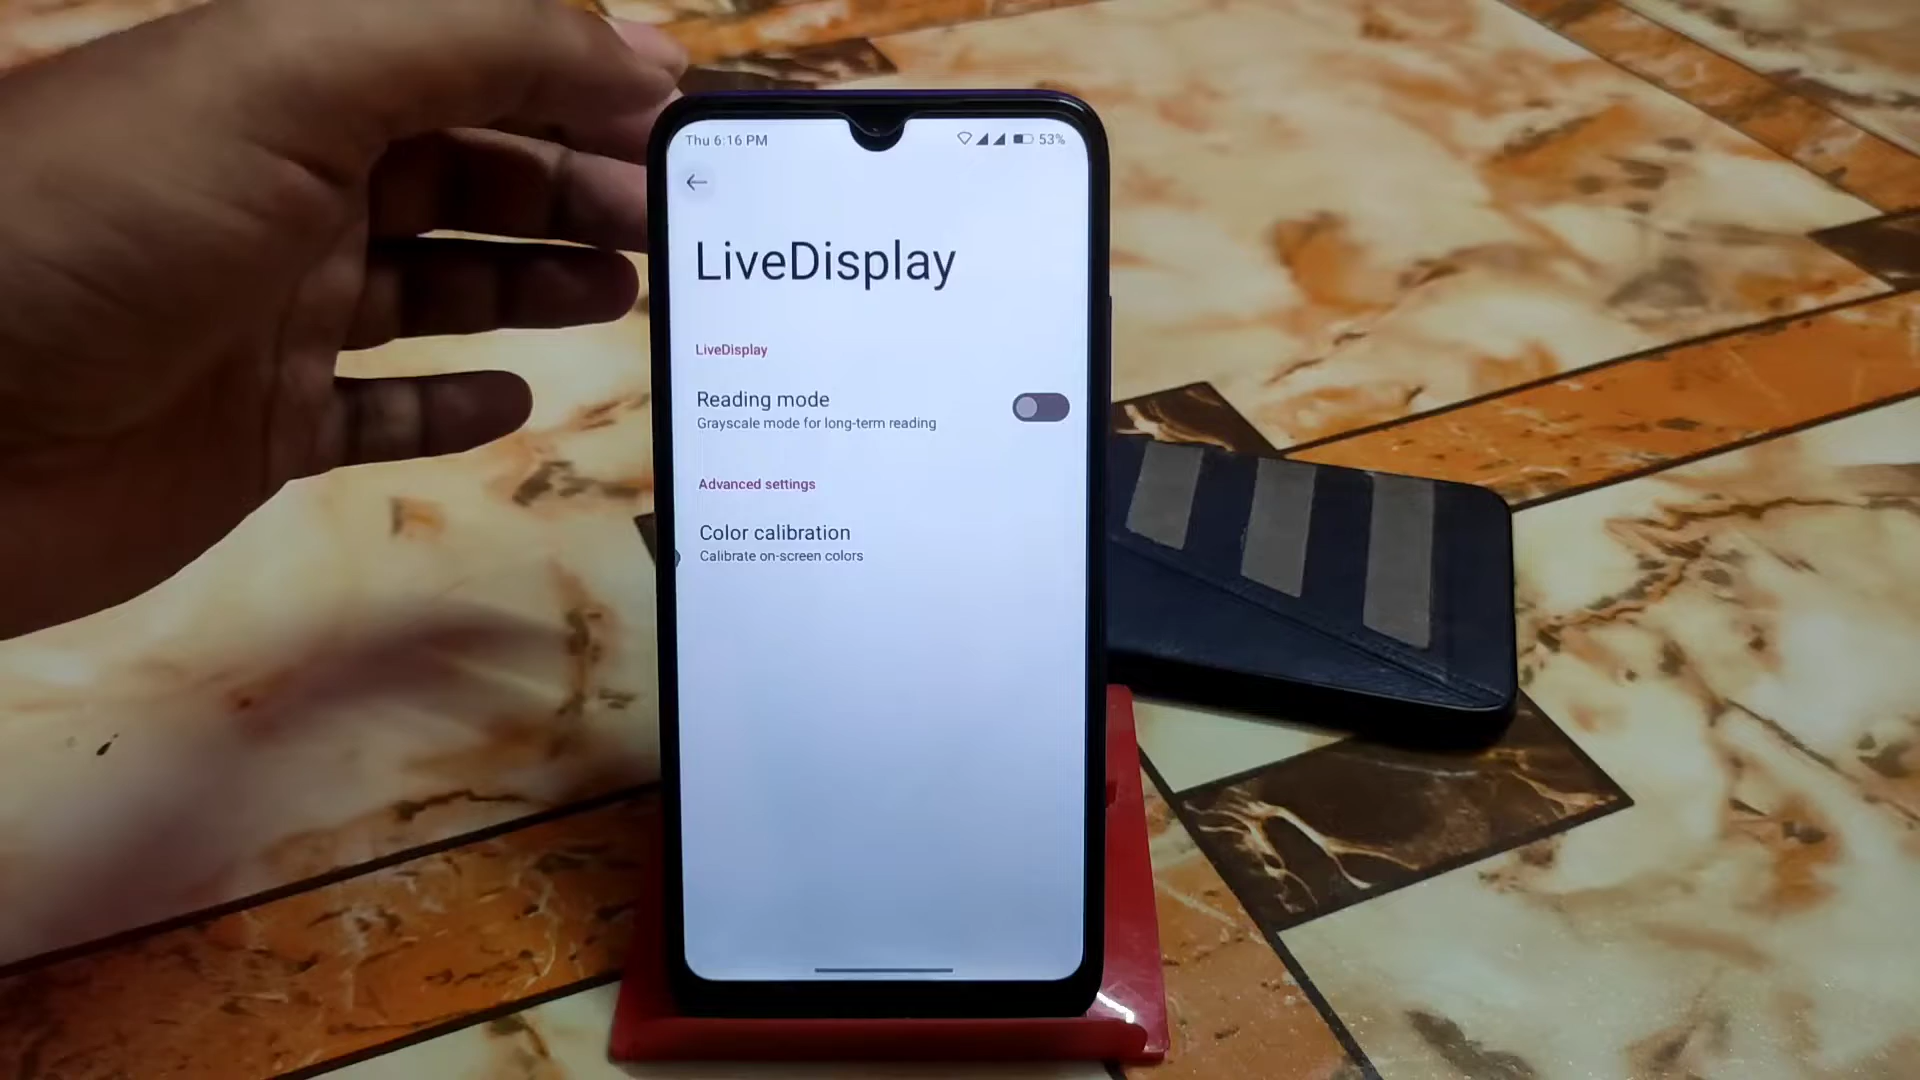 Thu 6:16 PM
53%
LiveDisplay
LiveDisplay
Reading mode
Grayscale mode for long-term reading
Advanced settings
Color calibration
Calibrate on-screen colors